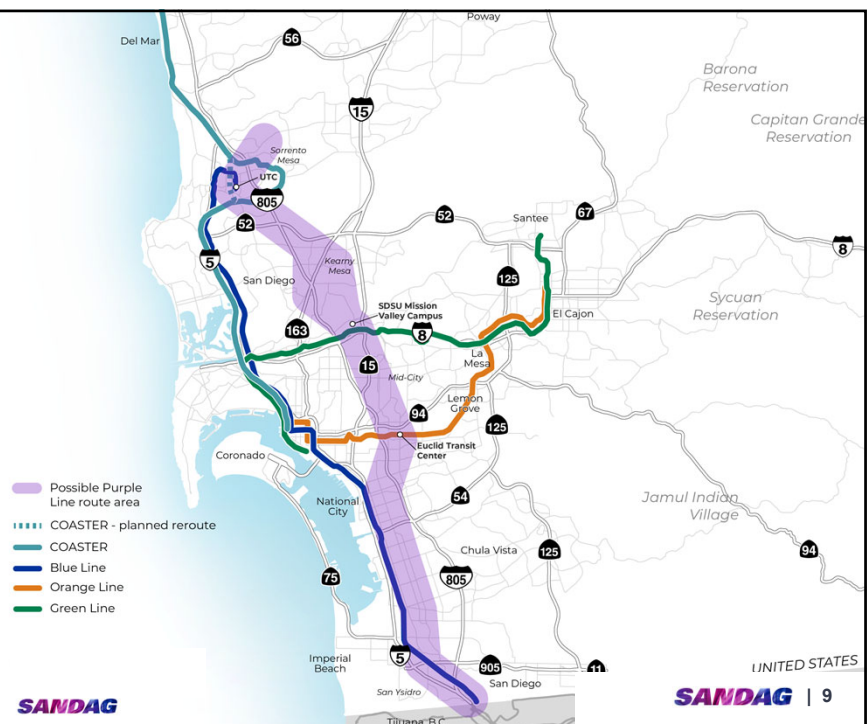 Poway
Del Mar
56
Barona
Reservation
15
Capitan Grande
Reservation
Sorrento
Mesa
UTC
805
52
52
Santee
67
8
5
Kearny
Mesa
San Diego
125
SDSU Mission
Valley Campus
Sycuan
Reservation
El Cajon
163
8
La
Mesa
15
Mid-City
94
Lemon
Grove
125
Euclid Transit
Center
Coronado
Possible Purple
Line route area
COASTER - planned reroute
COASTER
Blue Line
Orange Line
Green Line
National
City
54
Jamul Indian
Village
Chula Vista
125
94
75
805
Imperial
Beach
5
905
11
UNITED STATES
San Diego
San Ysidro
SANDAG
SANDAG | 9
Tijuana, B.C.